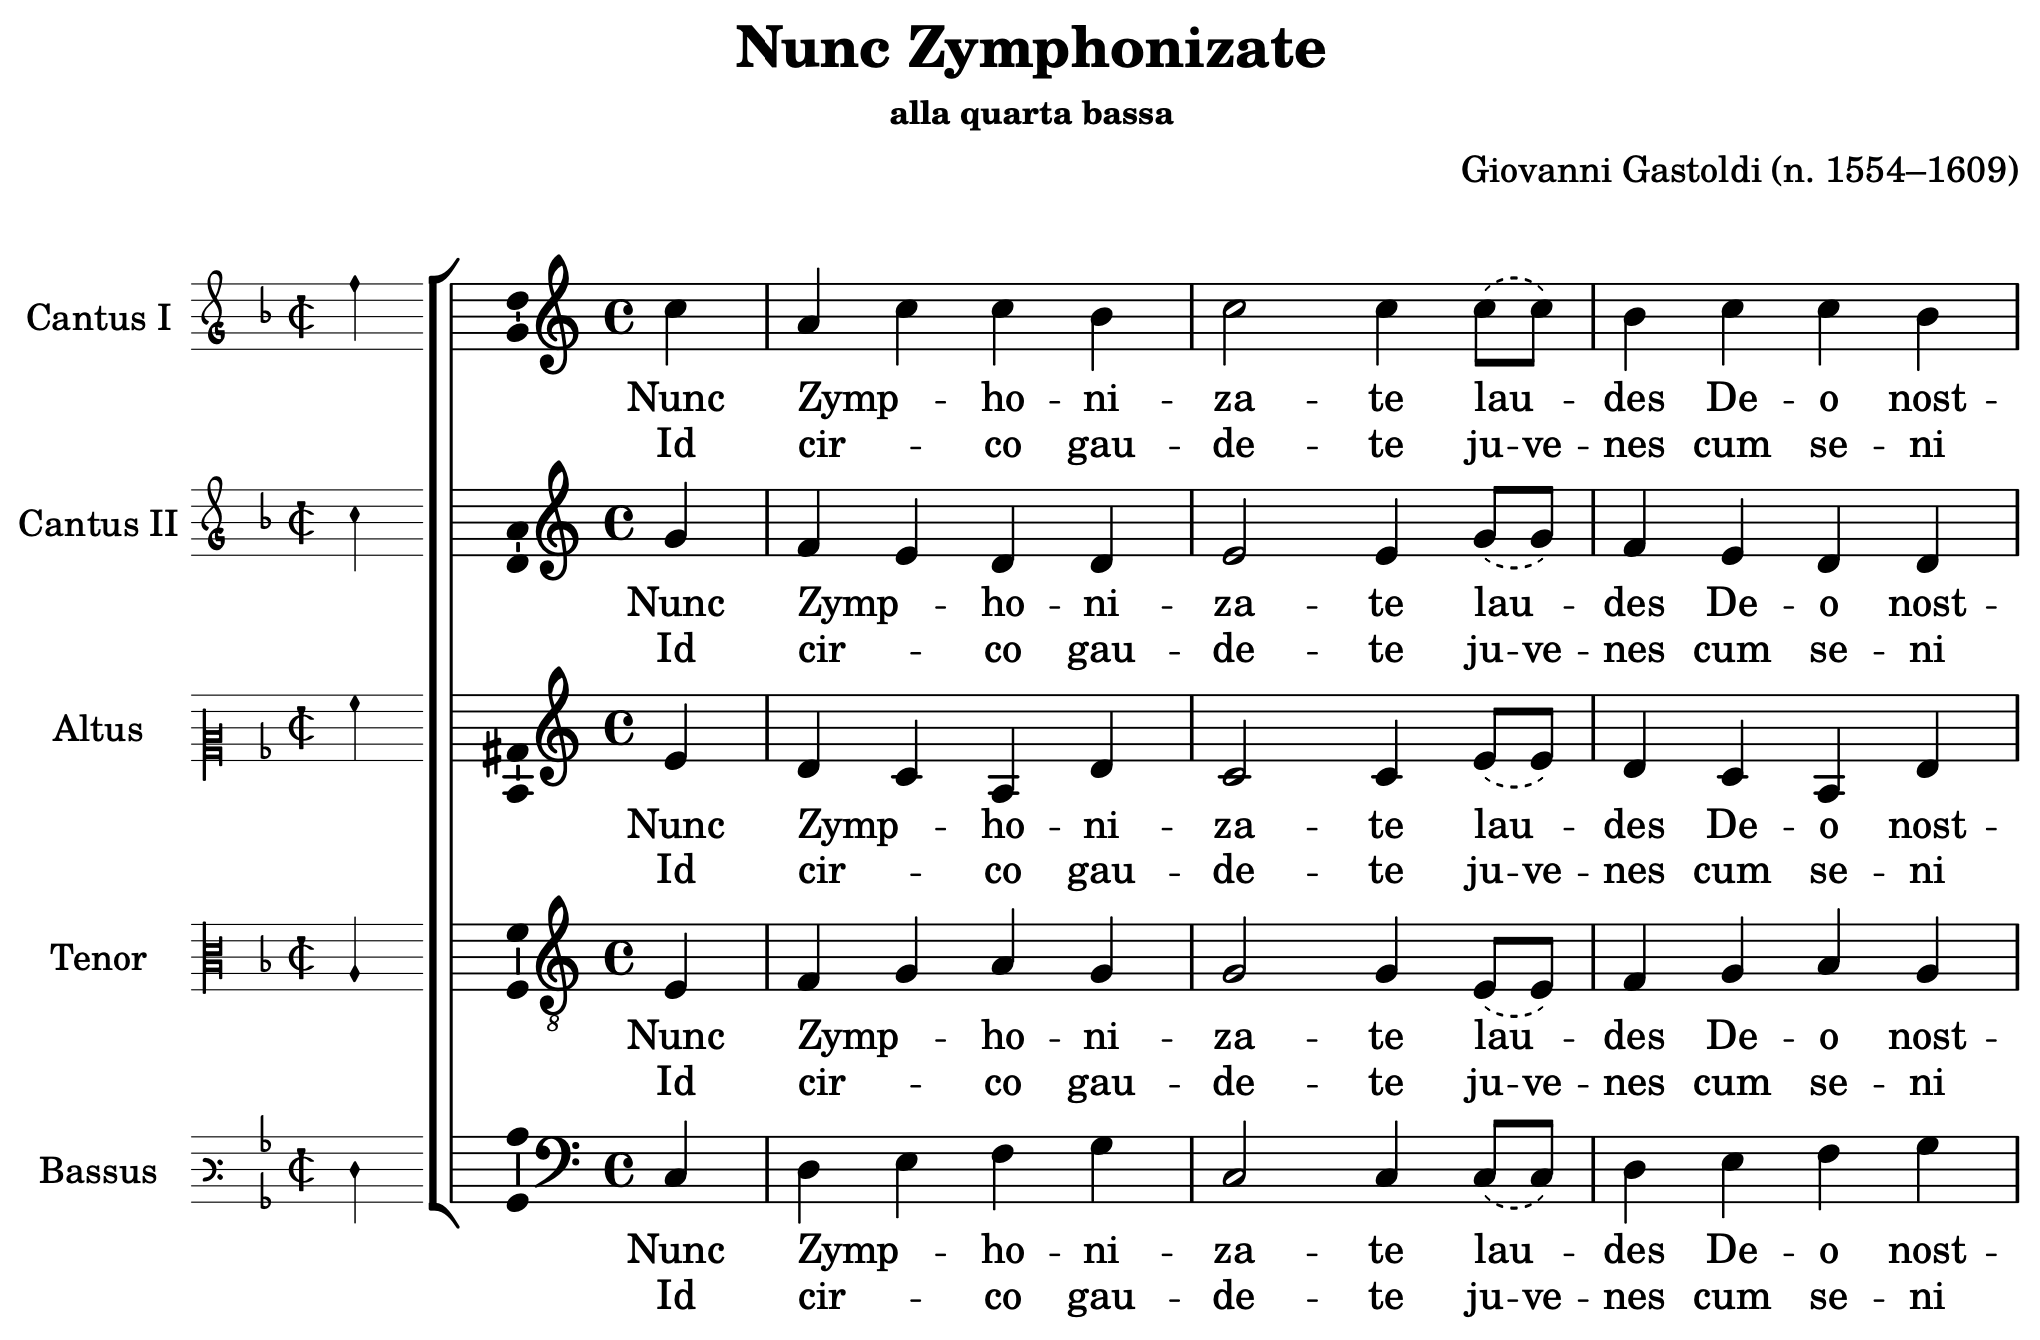 Nunc Zymphonizate
alla quarta bassa
Giovanni Gastoldi (n. 1554–1609)
Cantus I
Nunc Zymp - ho - ni - za - te lau - des De - o nost -
Id cir - co gau - de - te ju - ve - nes cum se - ni
Cantus II
Nunc Zymp - ho - ni - za - te lau - des De - o nost -
Id cir - co gau - de - te ju - ve - nes cum se - ni
Altus
Nunc Zymp - ho - ni - za - te lau - des De - o nost -
Id cir - co gau - de - te ju - ve - nes cum se - ni
Tenor
8
Nunc Zymp - ho - ni - za - te lau - des De - o nost -
Id cir - co gau - de - te ju - ve - nes cum se - ni
Bassus
Nunc Zymp - ho - ni - za - te lau - des De - o nost -
Id cir - co gau - de - te ju - ve - nes cum se - ni